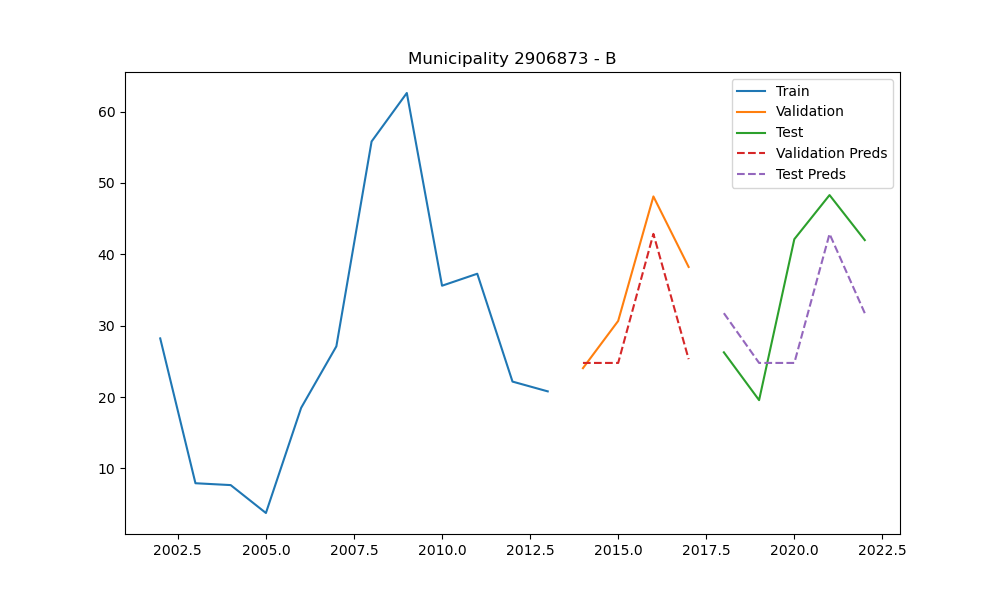 Municipality 2906873 - B
60
50
40
30
20
10
2002.5 2005.0 2007.5 2010.0 2012.5 2015.0 2017.5 2020.0 2022.5
Train
Validation
Test
Validation Preds
Test Preds